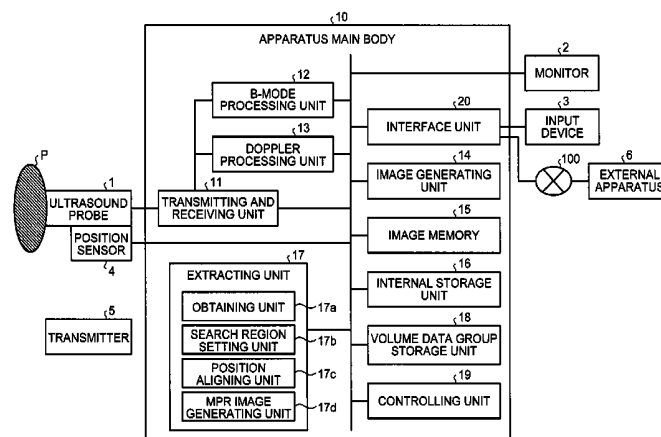 10
APPARATUS MAIN BODY
12
B-MODE
PROCESSING UNIT
13
DOPPLER
PROCESSING UNIT
P
1
ULTRASOUND
PROBE
11
TRANSMITTING AND
RECEIVING UNIT
POSITION
SENSOR
4
5
TRANSMITTER
17
EXTRACTING UNIT
OBTAINING UNIT
17a
SEARCH REGION
SETTING UNIT
17b
POSITION
ALIGNING UNIT
17c
MPR IMAGE
GENERATING UNIT
17d
2
MONITOR
20
INTERFACE UNIT
3
INPUT
DEVICE
14
IMAGE GENERATING
UNIT
100
6
EXTERNAL
APPARATUS
15
IMAGE MEMORY
16
INTERNAL STORAGE
UNIT
18
VOLUME DATA GROUP
STORAGE UNIT
19
CONTROLLING UNIT